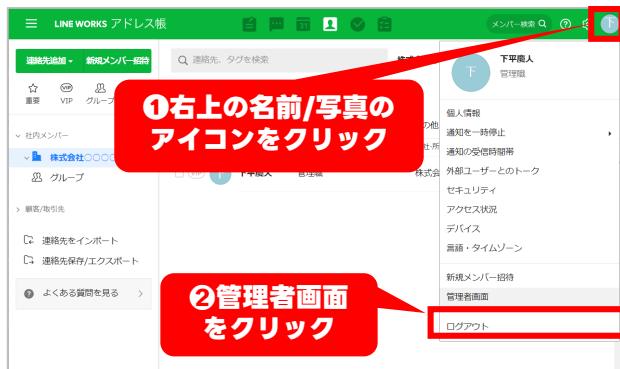 LINE WORKS アドレス帳
メンバー検索
下
連絡先追加
新規メンバー招待
連絡先、タグを検索
株式会
下
下平慶人
管理職
重要
VIP
グループ
❶右上の名前/写真の
アイコンをクリック
個人情報
通知を一時停止
通知の受信時間帯
外部ユーザーとのトーク
セキュリティ
アクセス状況
デバイス
言語・タイムゾーン
社内メンバー
株式会社〇〇〇〇
グループ
VIP
下
下平慶人
管理職
株式会
顧客/取引先
連絡先をインポート
連絡先保存/エクスポート
よくある質問を見る
❷管理者画面
をクリック
新規メンバー招待
管理者画面
ログアウト